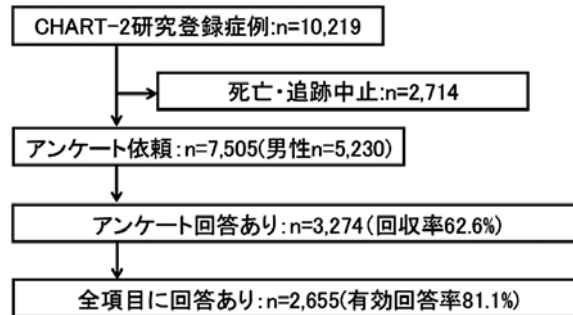 CHART-2研究登録症例:n=10,219
死亡・追跡中止:n=2,714
アンケート依頼:n=7,505(男性n=5,230)
アンケート回答あり:n=3,274(回収率62.6%)
全項目に回答あり:n=2,655(有効回答率81.1%)